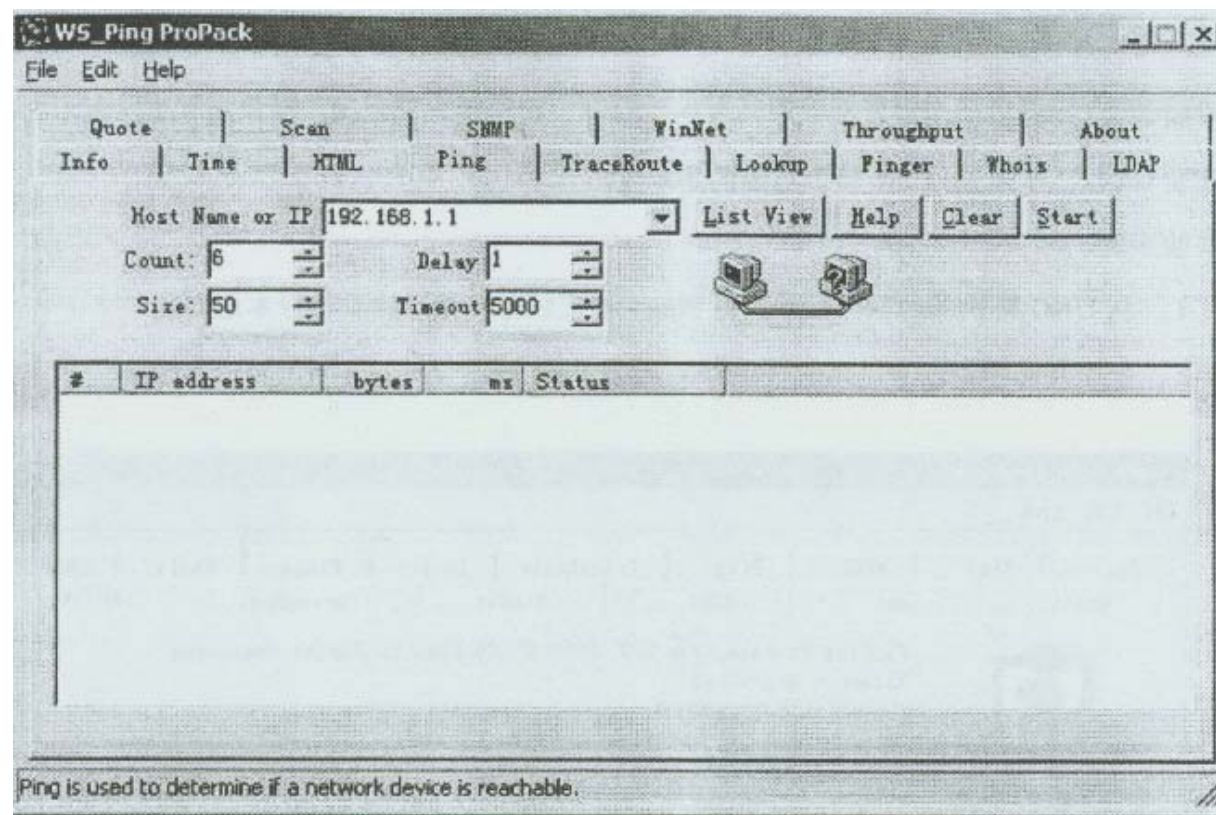 WS_Ping ProPack
File Edit Help
Quote Scan SNMP WinNet Throughput About
Info Time HTML Ping TraceRoute Lookup Finger Whois LDAP
Host Name or IP 192.168.1.1 List View Help Clear Start
Count: 6 Delay 1
Size: 50 Timeout 5000
# IP address bytes ms Status
Ping is used to determine if a network device is reachable.